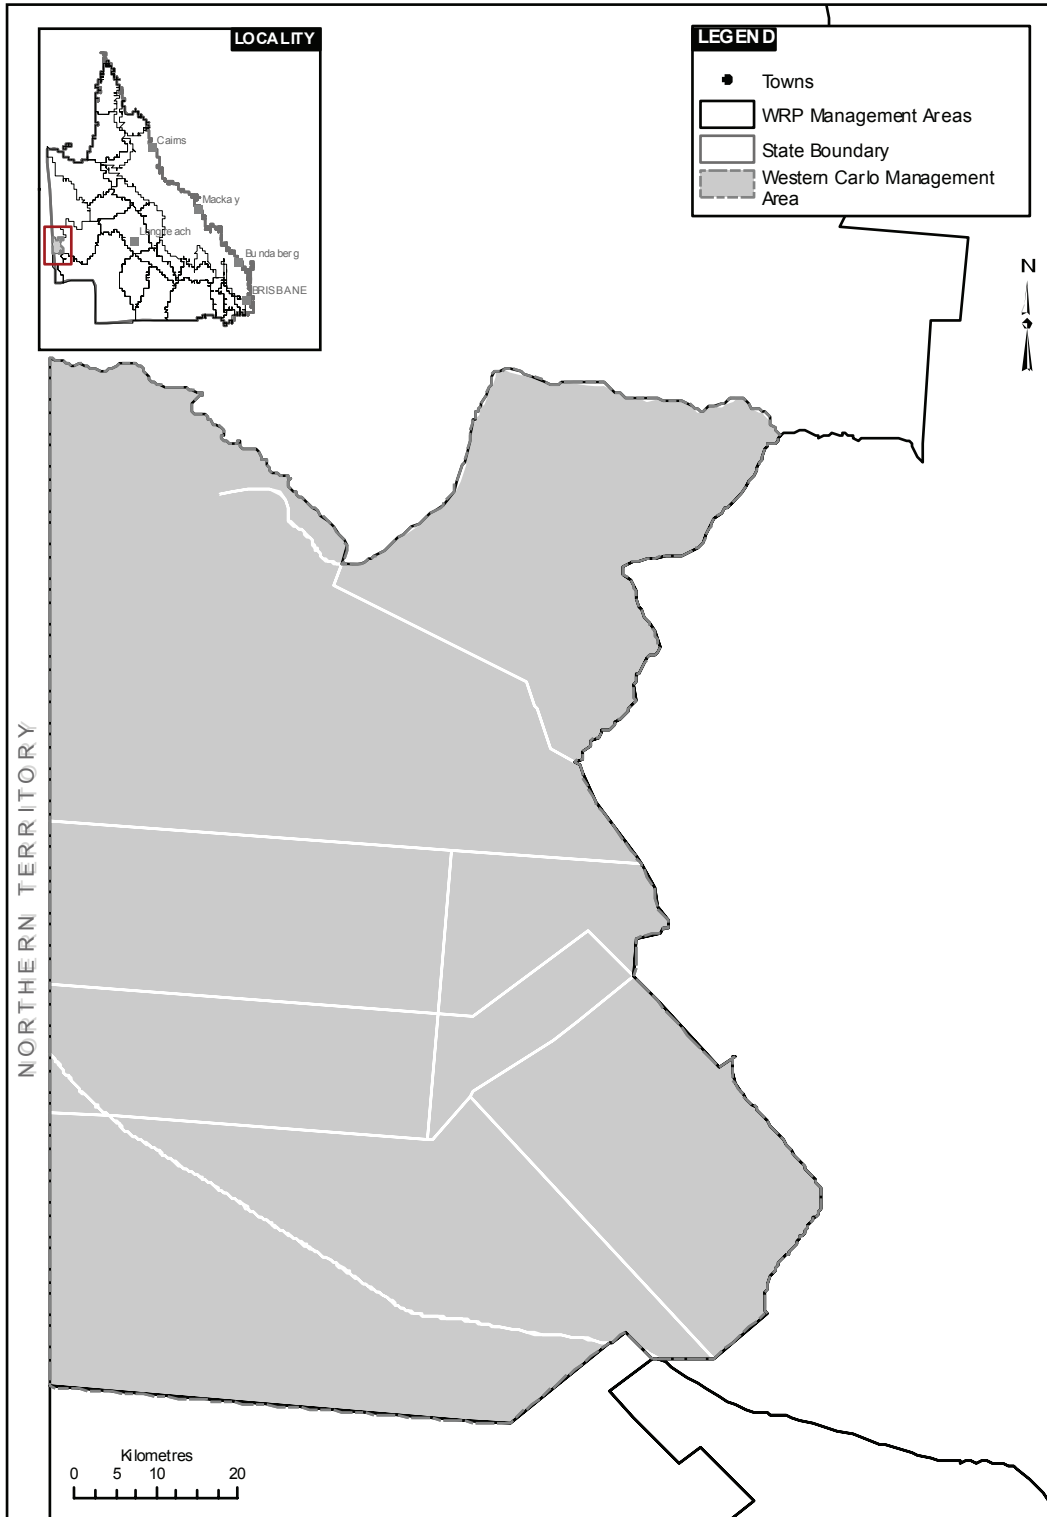 LOCALITY
Cairns
Mackay
Longreach
Bundaberg
BRISBANE
LEGEND
Towns
WRP Management Areas
State Boundary
Western Carlo Management
Area
N
NORTHERN TERRITORY
Kilometres
0 5 10 20